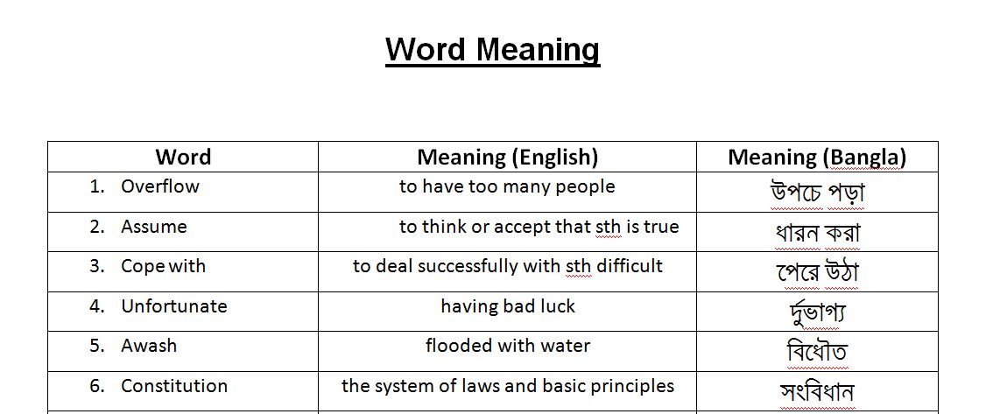 Word Meaning
Word Meaning (English) Meaning (Bangla)
1. Overflow to have too many people উপচে পড়া
2. Assume to think or accept that sth is true ধারন করা
3. Cope with to deal successfully with sth difficult পেরে উঠা
4. Unfortunate having bad luck র্দুভাগ্য
5. Awash flooded with water বিধৌত
6. Constitution the system of laws and basic principles সংবিধান